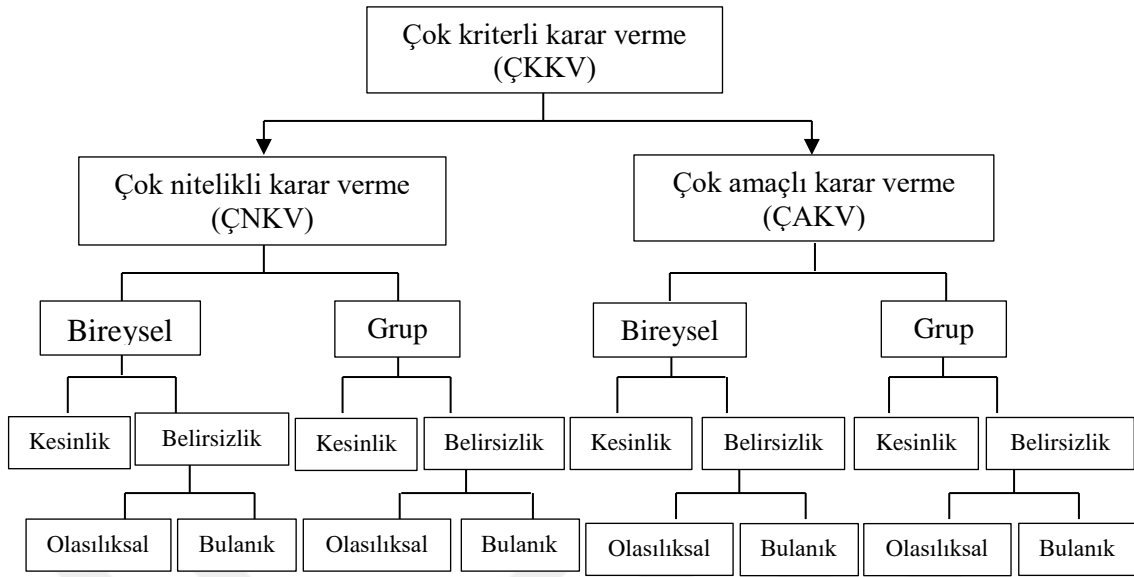 Çok kriterli karar verme
(ÇKKV)
Çok nitelikli karar verme
(ÇNKV)
Çok amaçlı karar verme
(ÇAKV)
Bireysel
Grup
Bireysel
Grup
Kesinlik
Belirsizlik
Kesinlik
Belirsizlik
Kesinlik
Belirsizlik
Kesinlik
Belirsizlik
Olasılıksal
Bulanık
Olasılıksal
Bulanık
Olasılıksal
Bulanık
Olasılıksal
Bulanık